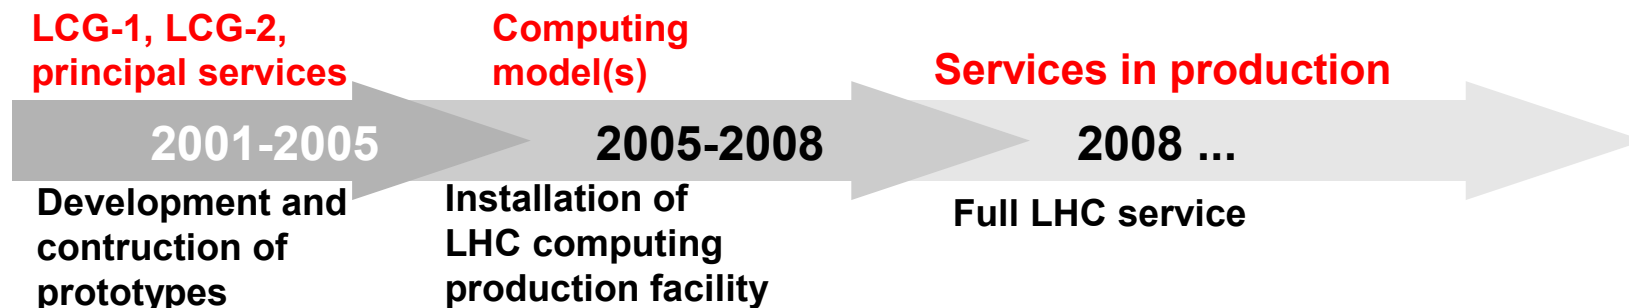 LCG-1, LCG-2,
principal services
Computing
model(s)
Services in production
2001-2005
2005-2008
2008 ...
Development and
contruction of
prototypes
Installation of
LHC computing
production facility
Full LHC service